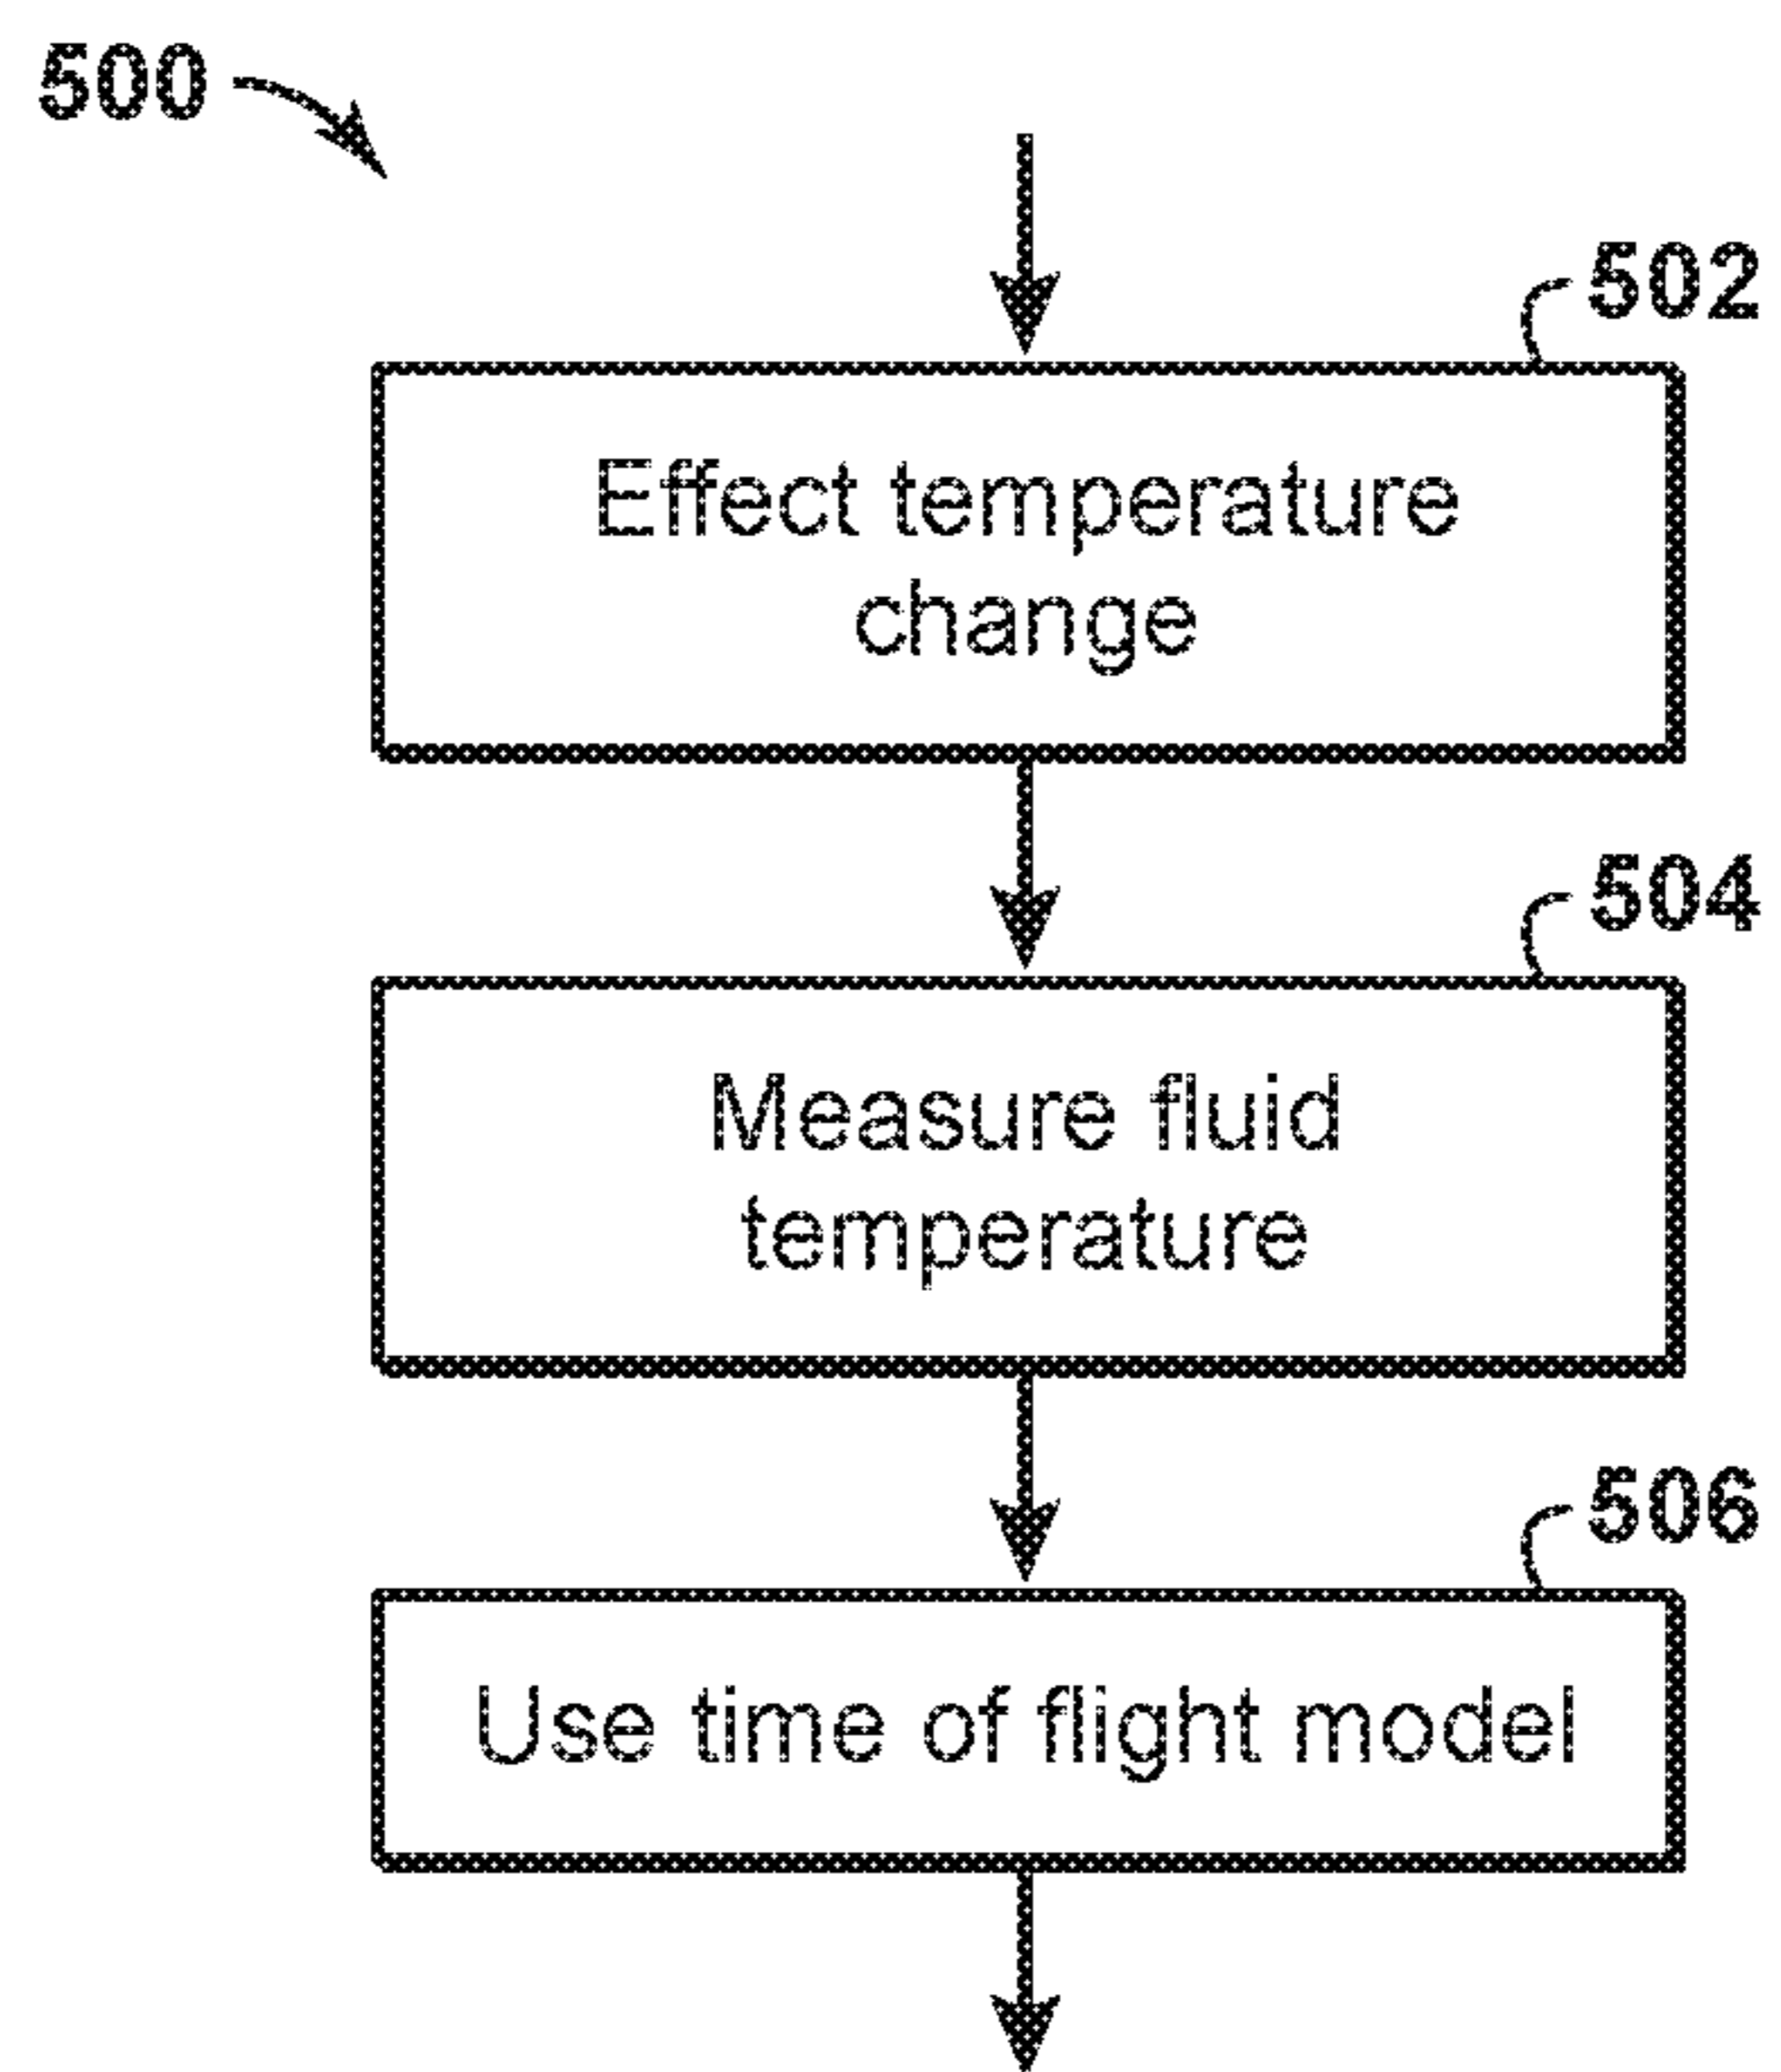 500
502
Effect temperature
change
504
Measure fluid
temperature
506
Use time of flight model